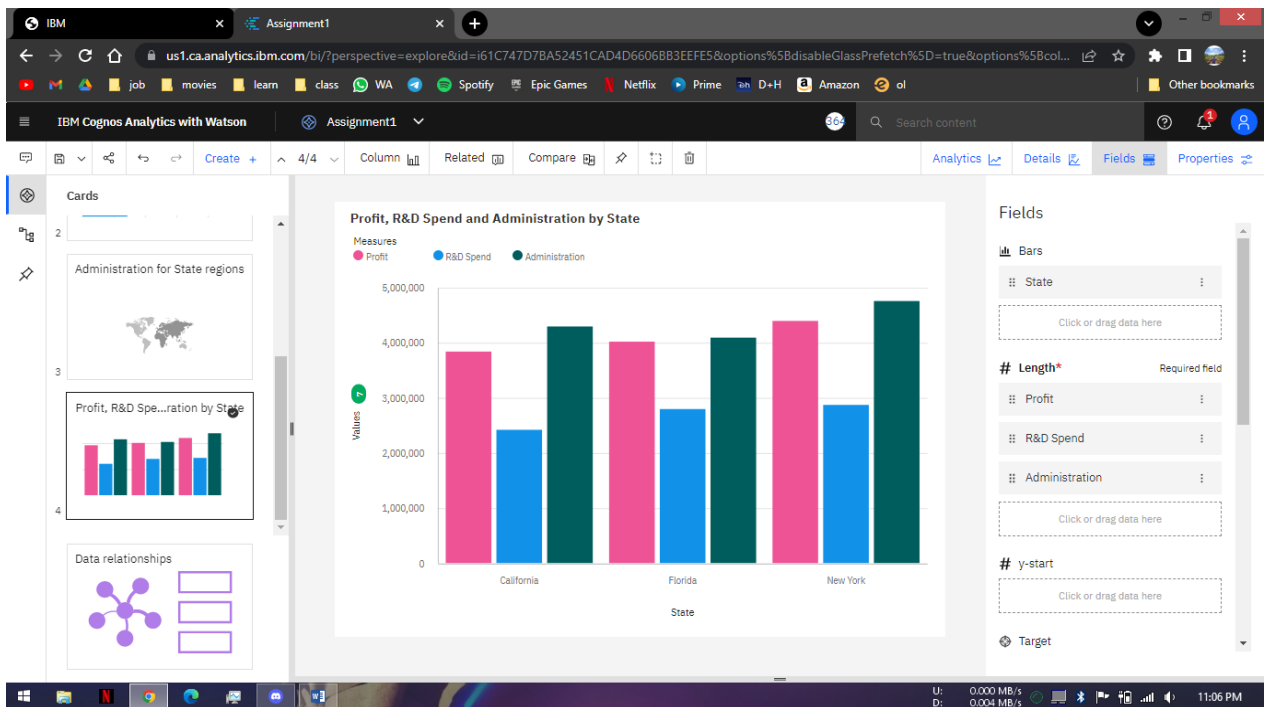 IBM
Assignment1
us1.ca.analytics.ibm.com/bi/?perspective=explore&id=i61C747D7BA52451CAD4D6606BB3EEFE5&options%5BdisableGlassPrefetch%5D=true&options%5Bcol...
job movies learn class WA Spotify Epic Games Netflix Prime D+H Amazon ol Other bookmarks
IBM Cognos Analytics with Watson Assignment1 364 Search content 1
Create + 4/4 Column Related Compare Analytics Details Fields Properties
Cards
2
Administration for State regions
3
Profit, R&D Spe...ration by State
4
Data relationships
Profit, R&D Spend and Administration by State
Measures
Profit R&D Spend Administration
5,000,000
4,000,000
3,000,000
2,000,000
1,000,000
0
Values 7
California Florida New York
State
Fields
Bars
State
Click or drag data here
# Length* Required field
Profit
R&D Spend
Administration
Click or drag data here
# y-start
Click or drag data here
Target
U: 0.000 MB/s
D: 0.004 MB/s
11:06 PM